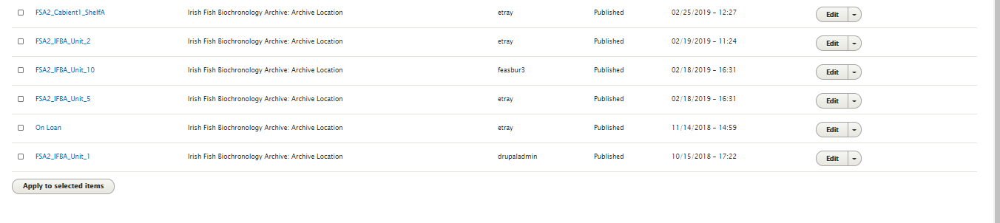 FSA2_Cabient1_ShelfA Irish Fish Biochronology Archive: Archive Location etray Published 02/25/2019 - 12:27 Edit
FSA2_IFBA_Unit_2 Irish Fish Biochronology Archive: Archive Location etray Published 02/19/2019 - 11:24 Edit
FSA2_IFBA_Unit_10 Irish Fish Biochronology Archive: Archive Location feasbur3 Published 02/18/2019 - 16:31 Edit
FSA2_IFBA_Unit_5 Irish Fish Biochronology Archive: Archive Location etray Published 02/18/2019 - 16:31 Edit
On Loan Irish Fish Biochronology Archive: Archive Location etray Published 11/14/2018 - 14:59 Edit
FSA2_IFBA_Unit_1 Irish Fish Biochronology Archive: Archive Location drupaladmin Published 10/15/2018 - 17:22 Edit
Apply to selected items